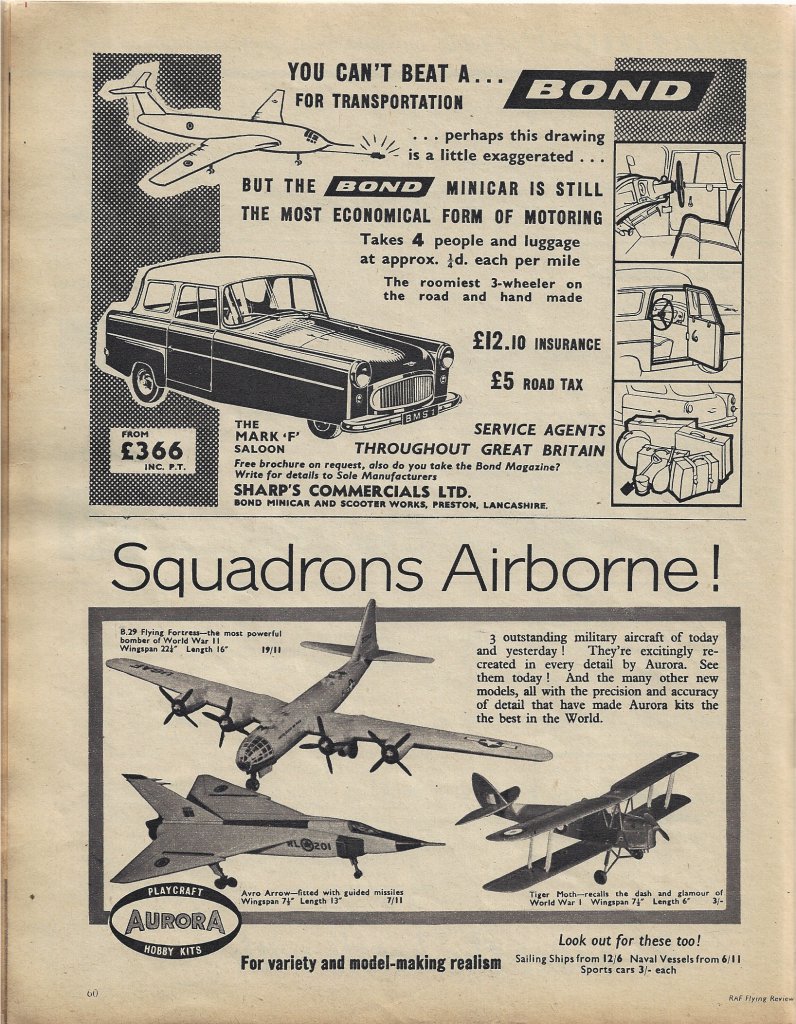 YOU CAN'T BEAT A...
BOND
FOR TRANSPORTATION
... perhaps this drawing
is a little exaggerated ...
BUT THE BOND MINICAR IS STILL
THE MOST ECONOMICAL FORM OF MOTORING
Takes 4 people and luggage
at approx. ¾d. each per mile
The roomiest 3-wheeler on
the road and hand made
£12.10 INSURANCE
£5 ROAD TAX
BMS 1
FROM
£366
INC. P.T.
THE
MARK 'F'
SALOON
SERVICE AGENTS
THROUGHOUT GREAT BRITAIN
Free brochure on request, also do you take the Bond Magazine?
Write for details to Sole Manufacturers
SHARP'S COMMERCIALS LTD.
BOND MINICAR AND SCOOTER WORKS, PRESTON, LANCASHIRE.
Squadrons Airborne!
B.29 Flying Fortress—the most powerful
bomber of World War II
Wingspan 22½" Length 16" 19/11
3 outstanding military aircraft of today
and yesterday! They're excitingly re-
created in every detail by Aurora. See
them today! And the many other new
models, all with the precision and accuracy
of detail that have made Aurora kits the
the best in the World.
USAF
RL 201
Avro Arrow—fitted with guided missiles
Wingspan 7½" Length 13" 7/11
Tiger Moth—recalls the dash and glamour of
World War I Wingspan 7½" Length 6" 3/-
PLAYCRAFT
AURORA
HOBBY KITS
For variety and model-making realism
Look out for these too!
Sailing Ships from 12/6 Naval Vessels from 6/11
Sports cars 3/- each
60
RAF Flying Review